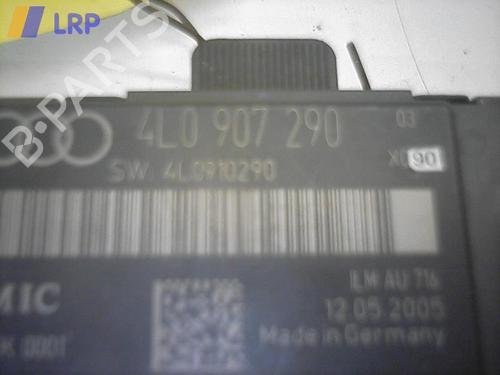 LRP
B-PARTS
4L0 907 290
03
SW 4L0910290
X0 90
MIC
K 0001
ILM AU 716
12.05.2005
Made in Germany